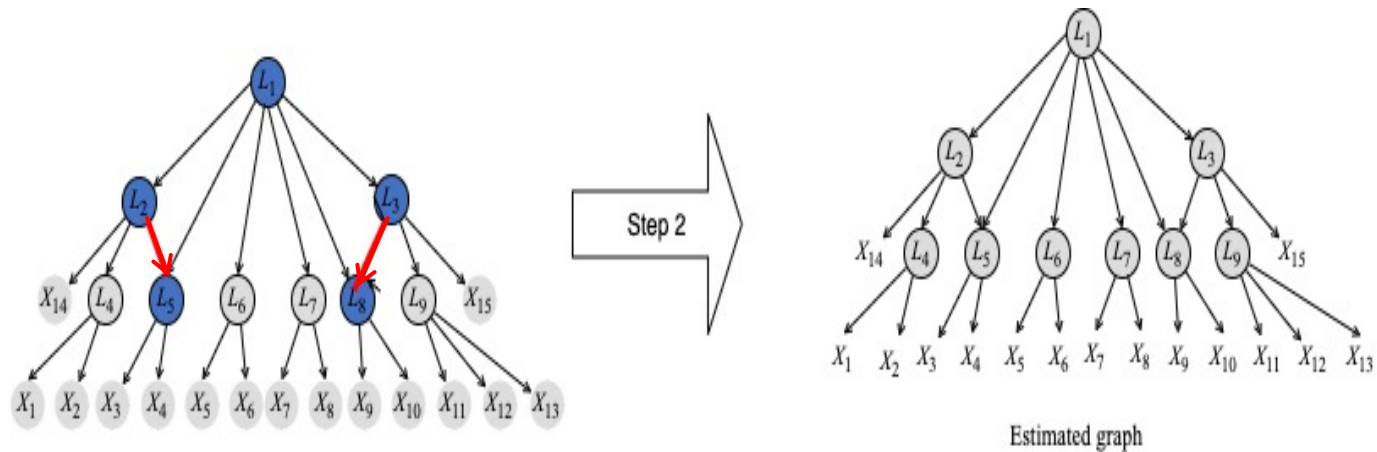 L1
L2
L3
X14
L4
L5
L6
L7
L8
L9
X15
X1
X2
X3
X4
X5
X6
X7
X8
X9
X10
X11
X12
X13
Step 2
L1
L2
L3
X14
L4
L5
L6
L7
L8
L9
X15
X1
X2
X3
X4
X5
X6
X7
X8
X9
X10
X11
X12
X13
Estimated graph